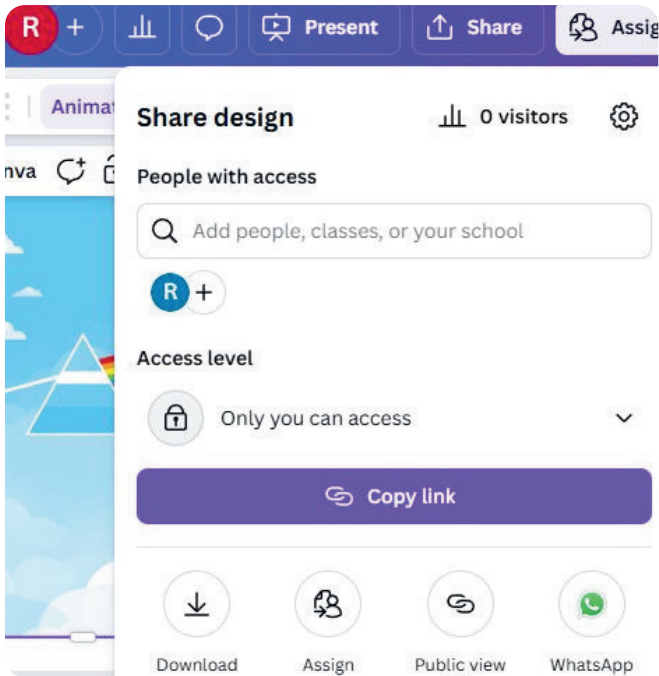 R + Present Share Assig
Animat
Share design 0 visitors
nva
People with access
Add people, classes, or your school
R +
Access level
Only you can access
Copy link
Download Assign Public view WhatsApp